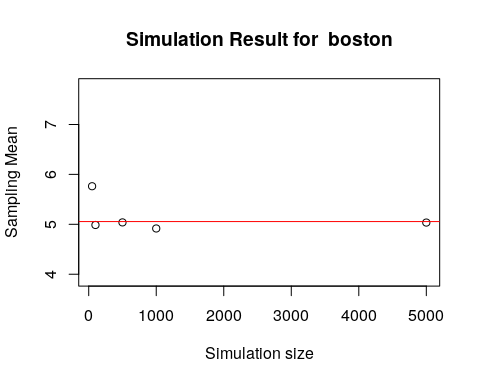 Simulation Result for  boston
Sampling Mean
7
6
5
4
0 1000 2000 3000 4000 5000
Simulation size